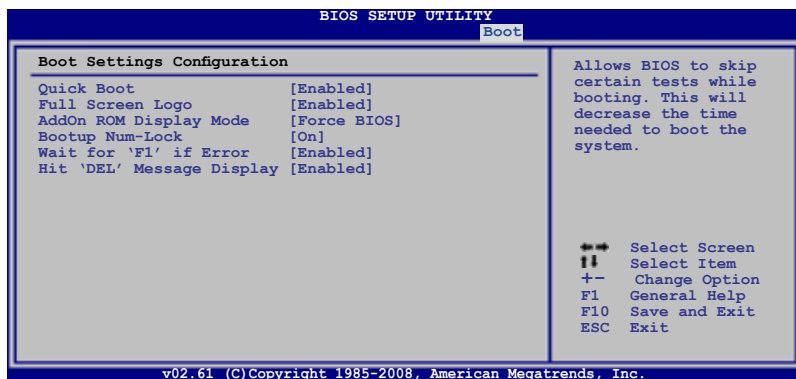 BIOS SETUP UTILITY
Boot
Boot Settings Configuration
Quick Boot [Enabled]
Full Screen Logo [Enabled]
AddOn ROM Display Mode [Force BIOS]
Bootup Num-Lock [On]
Wait for ‘F1’ if Error [Enabled]
Hit ‘DEL’ Message Display [Enabled]
Allows BIOS to skip
certain tests while
booting. This will
decrease the time
needed to boot the
system.
←→ Select Screen
↑↓ Select Item
+- Change Option
F1 General Help
F10 Save and Exit
ESC Exit
v02.61 (C)Copyright 1985-2008, American Megatrends, Inc.